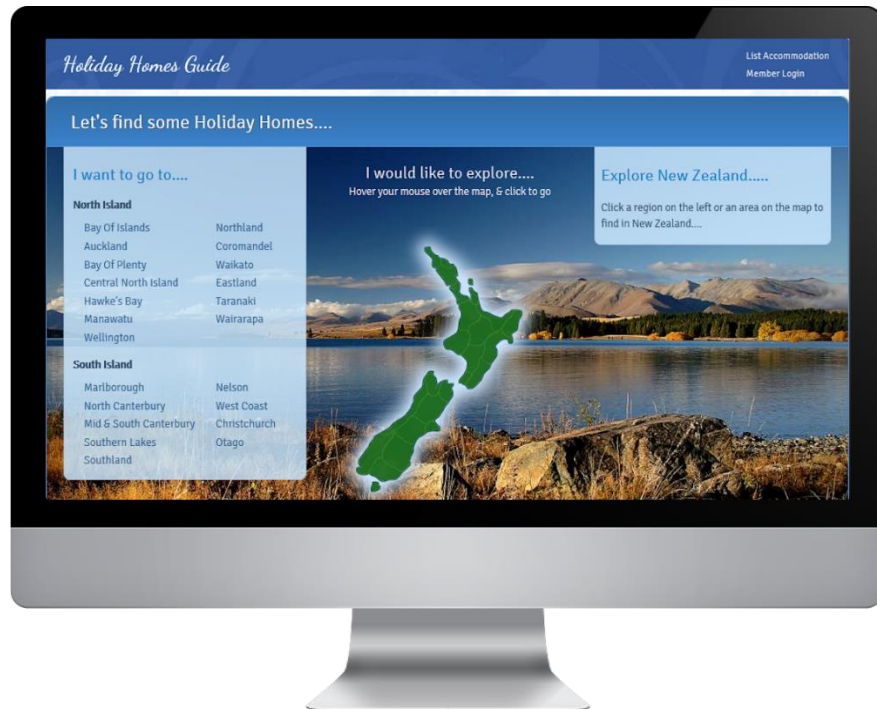 Holiday Homes Guide
List Accommodation
Member Login
Let's find some Holiday Homes....
I want to go to....
North Island
Bay Of Islands Northland
Auckland Coromandel
Bay Of Plenty Waikato
Central North Island Eastland
Hawke's Bay Taranaki
Manawatu Wairarapa
Wellington
South Island
Marlborough Nelson
North Canterbury West Coast
Mid & South Canterbury Christchurch
Southern Lakes Otago
Southland
I would like to explore....
Hover your mouse over the map, & click to go
Explore New Zealand.....
Click a region on the left or an area on the map to
find in New Zealand....